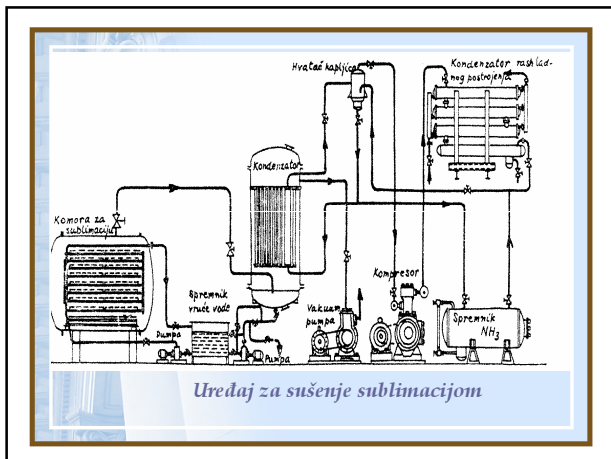 Hvatač kapljica
Kondenzator rashlad-
nog postrojenja
Kondenzator
Komora za
sublimaciju
Spremnik
vruće vode
Kompresor
Vakuum
pumpa
Spremnik
NH3
Pumpa
Pumpa
Uređaj za sušenje sublimacijom